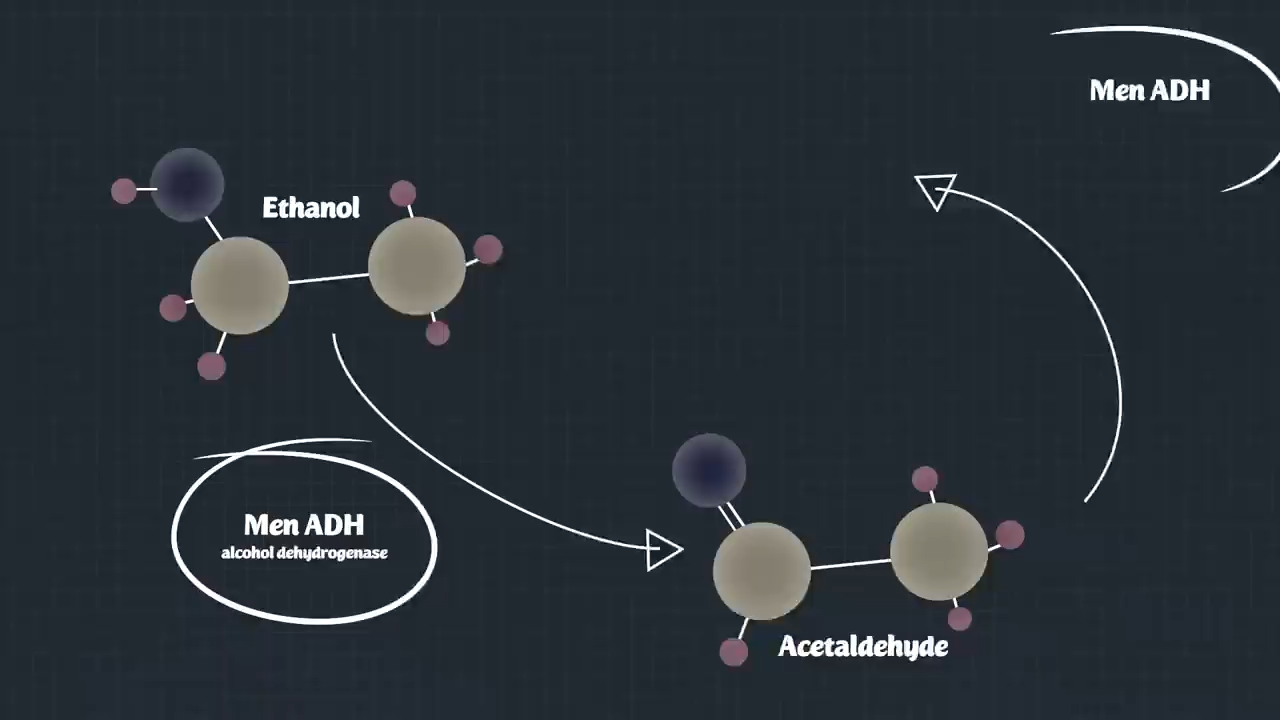 Men ADH
Ethanol
Men ADH
alcohol dehydrogenase
Acetaldehyde